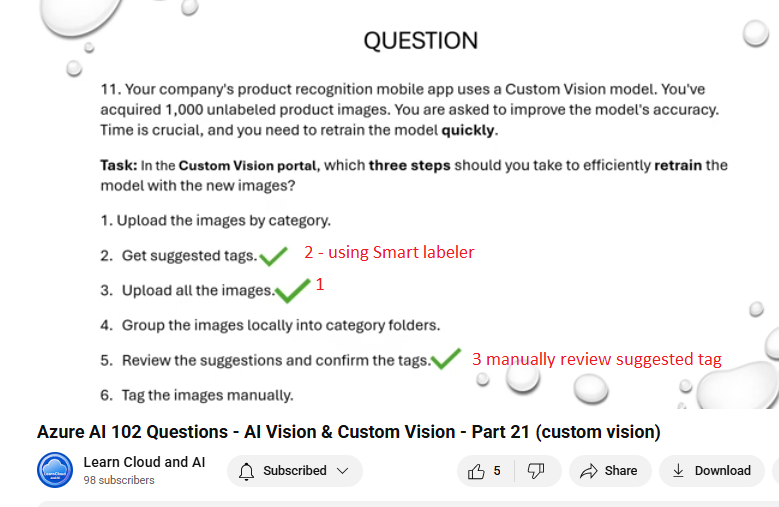 QUESTION
11. Your company's product recognition mobile app uses a Custom Vision model. You've
acquired 1,000 unlabeled product images. You are asked to improve the model's accuracy.
Time is crucial, and you need to retrain the model quickly.
Task: In the Custom Vision portal, which three steps should you take to efficiently retrain the
model with the new images?
1. Upload the images by category.
2. Get suggested tags. 2 - using Smart labeler
3. Upload all the images. 1
4. Group the images locally into category folders.
5. Review the suggestions and confirm the tags. 3 manually review suggested tag
6. Tag the images manually.
Azure AI 102 Questions - AI Vision & Custom Vision - Part 21 (custom vision)
Learn Cloud and AI
98 subscribers
Subscribed
5
Share
Download